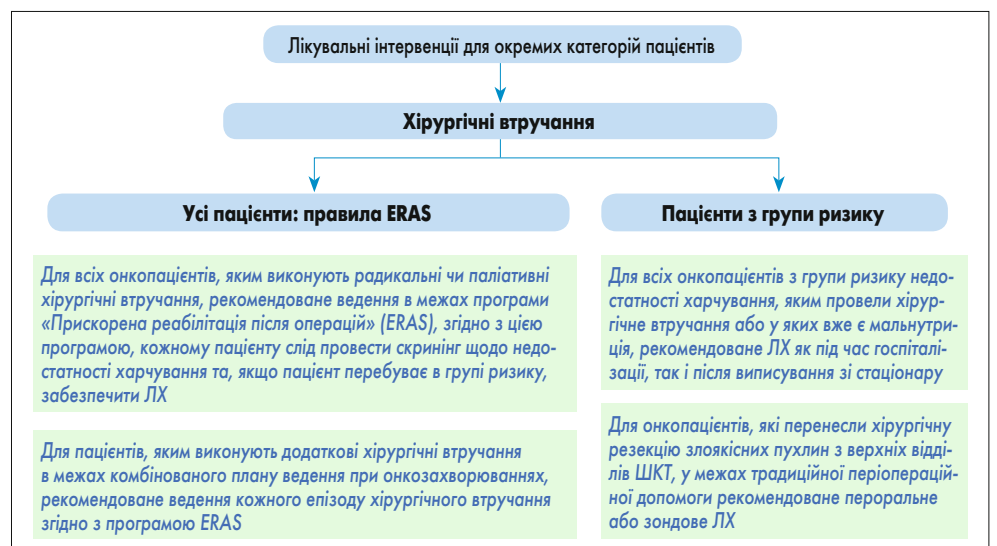 Лікувальні інтервенції для окремих категорій пацієнтів
Хірургічні втручання
Усі пацієнти: правила ERAS
Для всіх онкопацієнтів, яким виконують радикальні чи паліативні
хірургічні втручання, рекомендоване ведення в межах програми
«Прискорена реабілітація після операцій» (ERAS), згідно з цією
програмою, кожному пацієнту слід провести скринінг щодо недо-
статності харчування та, якщо пацієнт перебуває в групі ризику,
забезпечити ЛХ
Для пацієнтів, яким виконують додаткові хірургічні втручання
в межах комбінованого плану ведення при онкозахворюваннях,
рекомендоване ведення кожного епізоду хірургічного втручання
згідно з програмою ERAS
Пацієнти з групи ризику
Для всіх онкопацієнтів з групи ризику недо-
статності харчування, яким провели хірур-
гічне втручання або у яких вже є мальнутри-
ція, рекомендоване ЛХ як під час госпіталі-
зації, так і після виписування зі стаціонару
Для онкопацієнтів, які перенесли хірургічну
резекцію злоякісних пухлин з верхніх відді-
лів ШКТ, у межах традиційної періоперацій-
ної допомоги рекомендоване пероральне
або зондове ЛХ